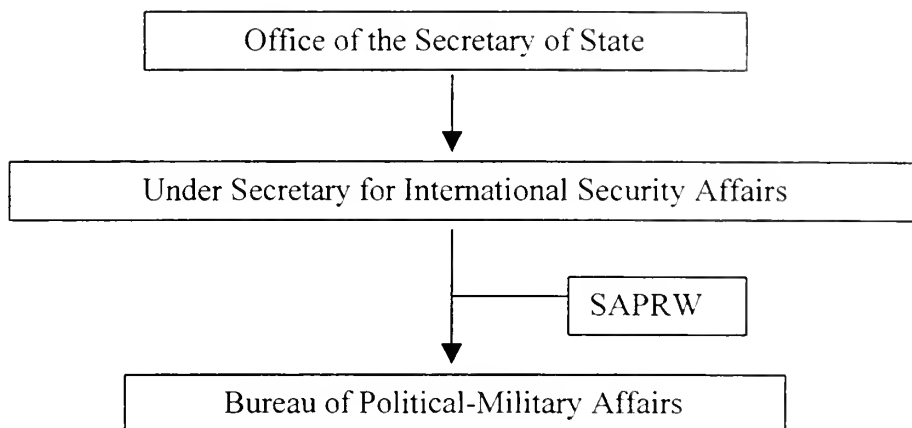 Office of the Secretary of State
Under Secretary for International Security Affairs
SAPRW
Bureau of Political-Military Affairs